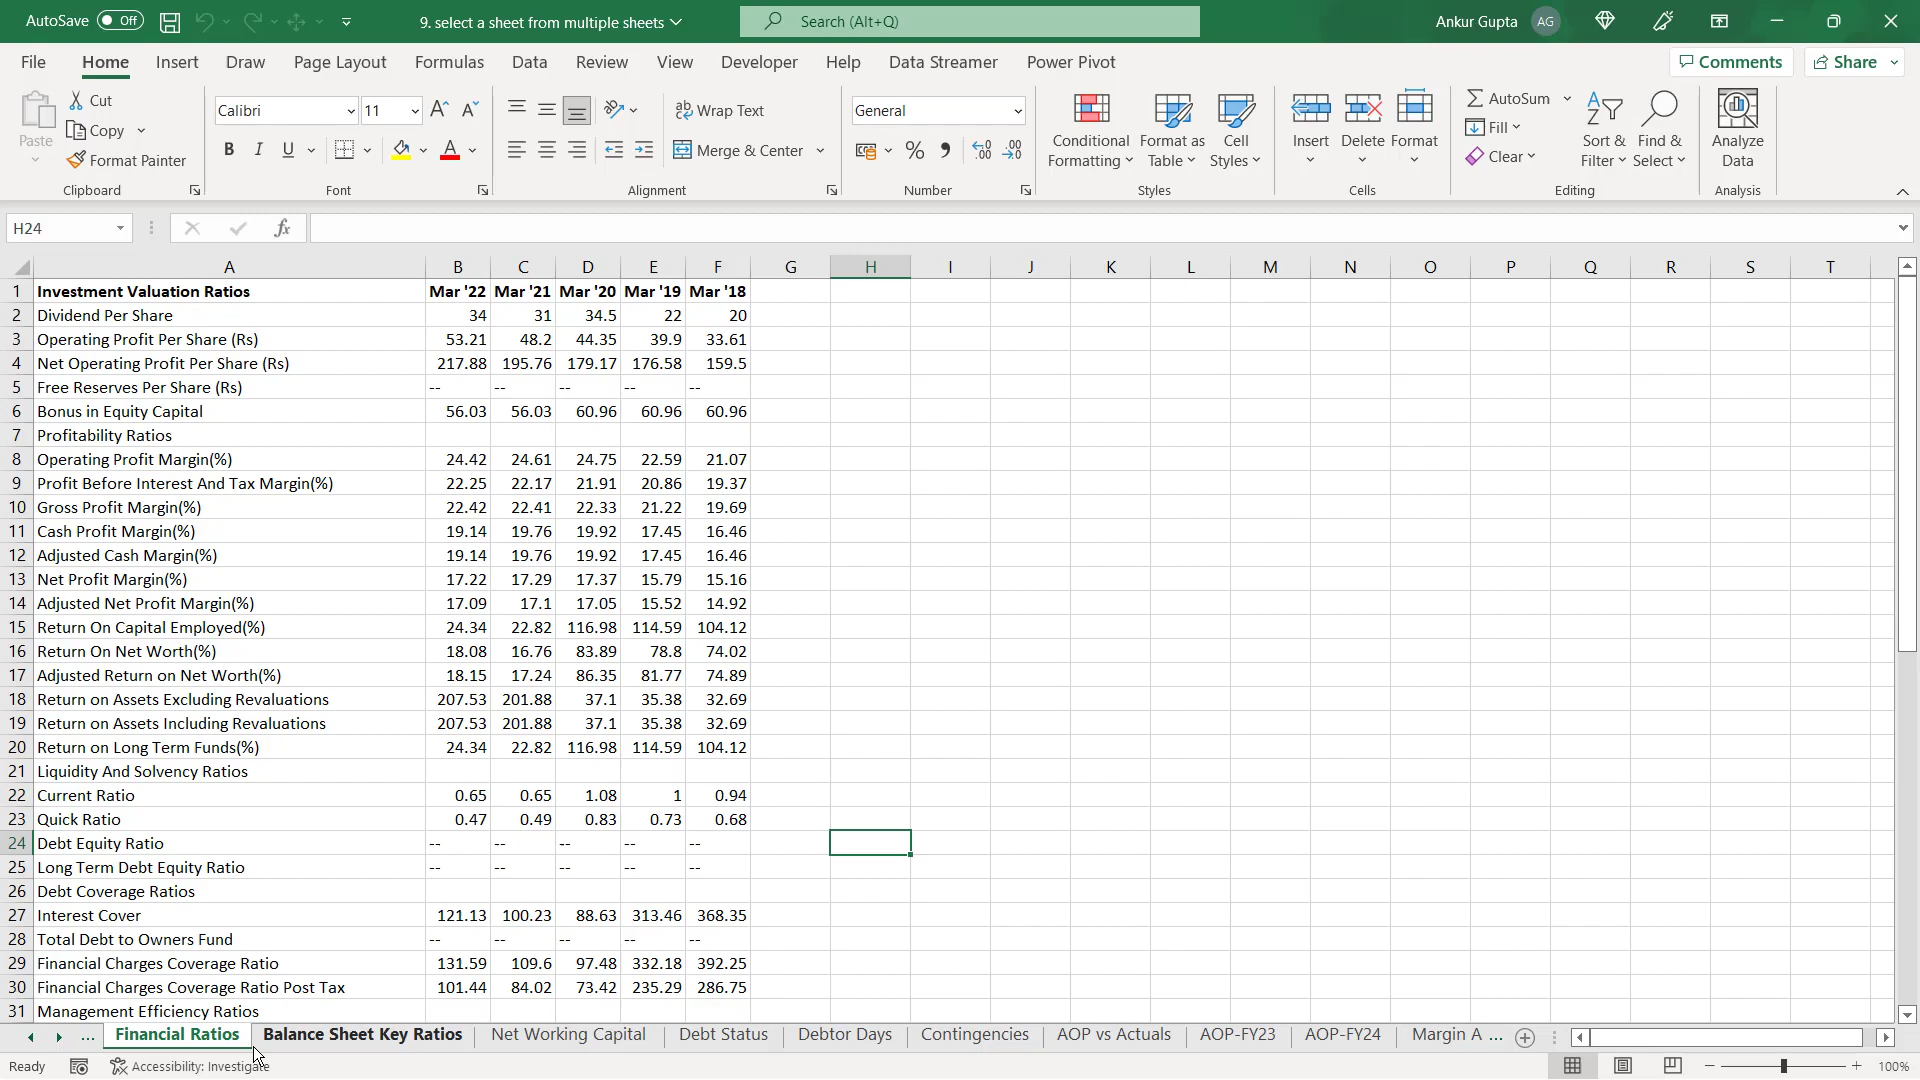 AutoSave Off 9. select a sheet from multiple sheets Search (Alt+Q) Ankur Gupta AG
File Home Insert Draw Page Layout Formulas Data Review View Developer Help Data Streamer Power Pivot Comments Share
Paste
Cut
Copy
Format Painter
Clipboard
Calibri 11
B I U
Font
Wrap Text
Merge & Center
Alignment
General
Number
Conditional Formatting
Format as Table
Cell Styles
Styles
Insert Delete Format
Cells
AutoSum
Fill
Clear
Sort & Filter
Find & Select
Editing
Analyze Data
Analysis
H24 fx
A B C D E F G H I J K L M N O P Q R S T
1 Investment Valuation Ratios Mar '22 Mar '21 Mar '20 Mar '19 Mar '18
2 Dividend Per Share 34 31 34.5 22 20
3 Operating Profit Per Share (Rs) 53.21 48.2 44.35 39.9 33.61
4 Net Operating Profit Per Share (Rs) 217.88 195.76 179.17 176.58 159.5
5 Free Reserves Per Share (Rs) -- -- -- -- --
6 Bonus in Equity Capital 56.03 56.03 60.96 60.96 60.96
7 Profitability Ratios
8 Operating Profit Margin(%) 24.42 24.61 24.75 22.59 21.07
9 Profit Before Interest And Tax Margin(%) 22.25 22.17 21.91 20.86 19.37
10 Gross Profit Margin(%) 22.42 22.41 22.33 21.22 19.69
11 Cash Profit Margin(%) 19.14 19.76 19.92 17.45 16.46
12 Adjusted Cash Margin(%) 19.14 19.76 19.92 17.45 16.46
13 Net Profit Margin(%) 17.22 17.29 17.37 15.79 15.16
14 Adjusted Net Profit Margin(%) 17.09 17.1 17.05 15.52 14.92
15 Return On Capital Employed(%) 24.34 22.82 116.98 114.59 104.12
16 Return On Net Worth(%) 18.08 16.76 83.89 78.8 74.02
17 Adjusted Return on Net Worth(%) 18.15 17.24 86.35 81.77 74.89
18 Return on Assets Excluding Revaluations 207.53 201.88 37.1 35.38 32.69
19 Return on Assets Including Revaluations 207.53 201.88 37.1 35.38 32.69
20 Return on Long Term Funds(%) 24.34 22.82 116.98 114.59 104.12
21 Liquidity And Solvency Ratios
22 Current Ratio 0.65 0.65 1.08 1 0.94
23 Quick Ratio 0.47 0.49 0.83 0.73 0.68
24 Debt Equity Ratio -- -- -- -- --
25 Long Term Debt Equity Ratio -- -- -- -- --
26 Debt Coverage Ratios
27 Interest Cover 121.13 100.23 88.63 313.46 368.35
28 Total Debt to Owners Fund -- -- -- -- --
29 Financial Charges Coverage Ratio 131.59 109.6 97.48 332.18 392.25
30 Financial Charges Coverage Ratio Post Tax 101.44 84.02 73.42 235.29 286.75
31 Management Efficiency Ratios
... Financial Ratios Balance Sheet Key Ratios Net Working Capital Debt Status Debtor Days Contingencies AOP vs Actuals AOP-FY23 AOP-FY24 Margin A ...
Ready Accessibility: Investigate 100%